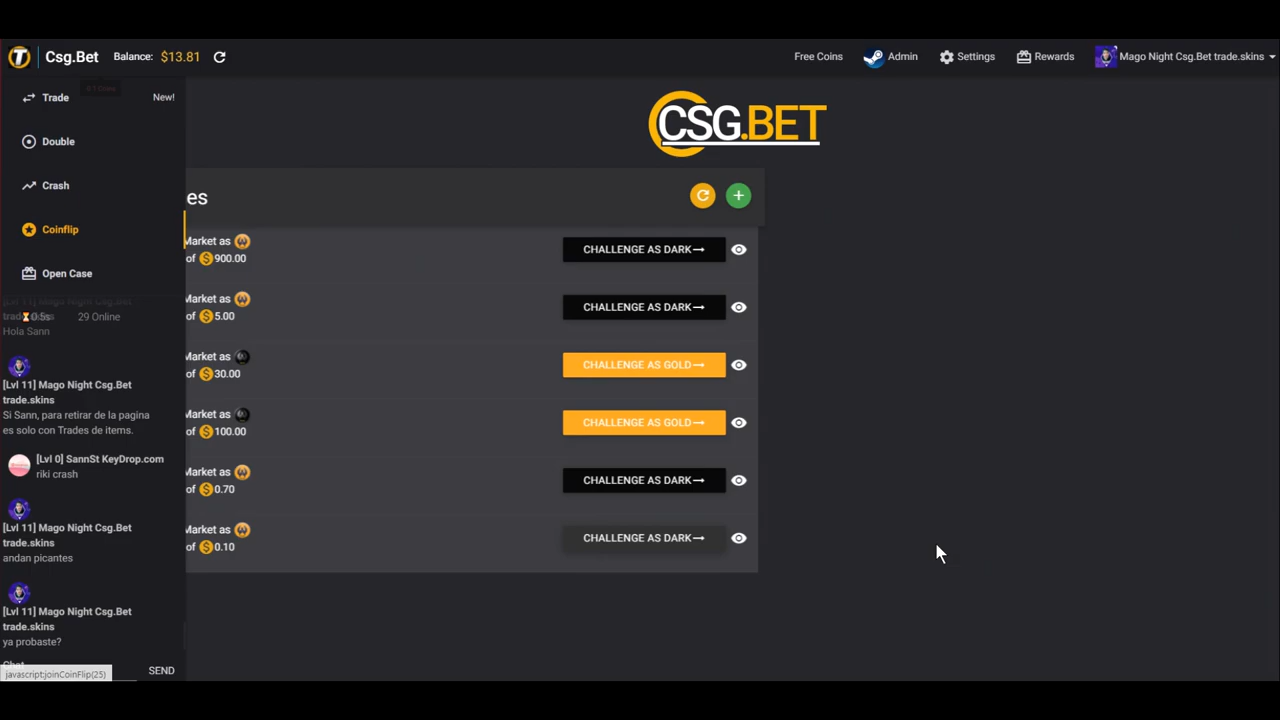 Csg.Bet Balance: $13.81 Free Coins Admin Settings Rewards Mago Night Csg.Bet trade.skins
Trade New!
Double
Crash
Coinflip
Open Case
0.5s 29 Online
Hola Sann
[Lvl 11] Mago Night Csg.Bet
trade.skins
Si Sann, para retirar de la pagina
es solo con Trades de items.
[Lvl 0] SannSt KeyDrop.com
riki crash
[Lvl 11] Mago Night Csg.Bet
trade.skins
andan picantes
[Lvl 11] Mago Night Csg.Bet
trade.skins
ya probaste?
SEND
javascript:joinCoinFlip(25)
CSG.BET
es
Market as
of $ 900.00
CHALLENGE AS DARK
Market as
of $ 5.00
CHALLENGE AS DARK
Market as
of $ 30.00
CHALLENGE AS GOLD
Market as
of $ 100.00
CHALLENGE AS GOLD
Market as
of $ 0.70
CHALLENGE AS DARK
Market as
of $ 0.10
CHALLENGE AS DARK